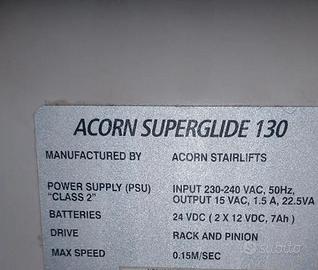 ACORN SUPERGLIDE 130
MANUFACTURED BY ACORN STAIRLIFTS
POWER SUPPLY (PSU) INPUT 230-240 VAC, 50Hz,
"CLASS 2" OUTPUT 15 VAC, 1.5 A, 22.5VA
BATTERIES 24 VDC ( 2 X 12 VDC, 7Ah )
DRIVE RACK AND PINION
MAX SPEED 0.15M/SEC
subito